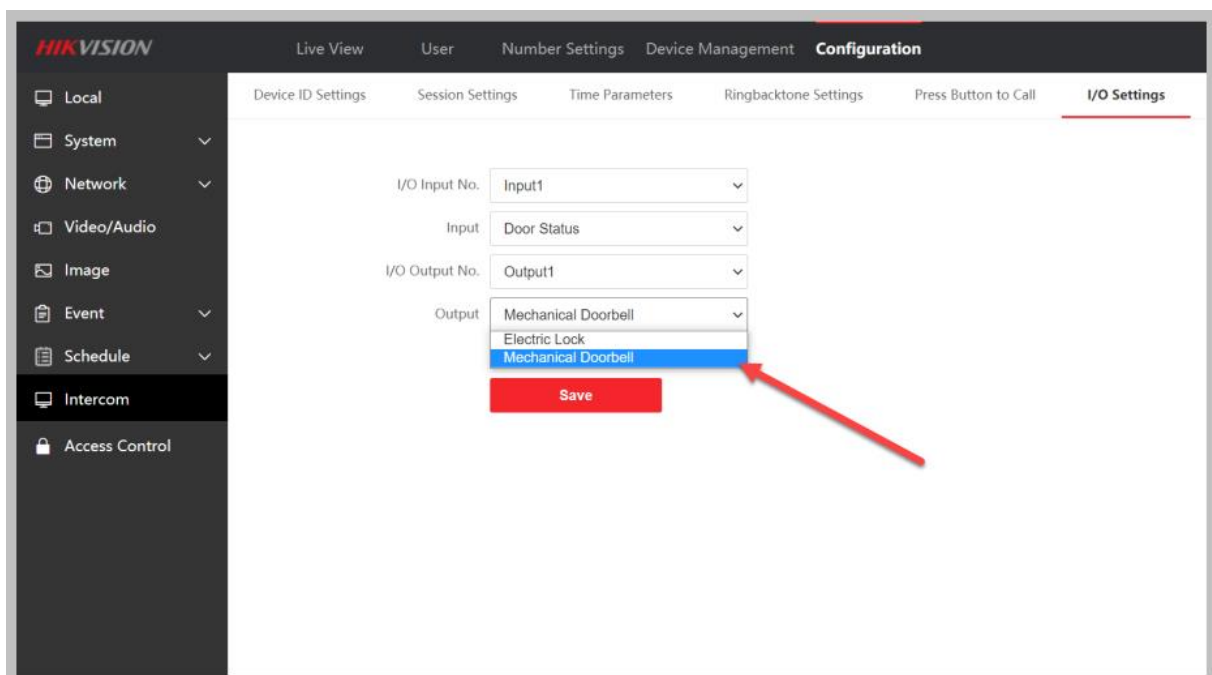 HIKVISION
Live View User Number Settings Device Management Configuration
Local
System
Network
Video/Audio
Image
Event
Schedule
Intercom
Access Control
Device ID Settings Session Settings Time Parameters Ringbacktone Settings Press Button to Call I/O Settings
I/O Input No. Input1
Input Door Status
I/O Output No. Output1
Output Mechanical Doorbell
Electric Lock
Mechanical Doorbell
Save